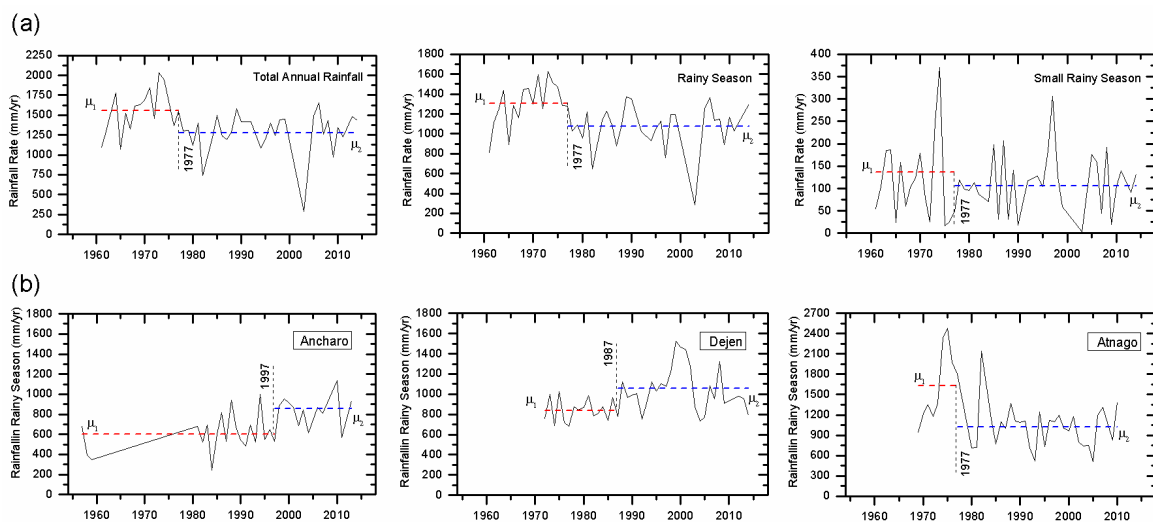 (a)
2250
2000
1750
1500
1250
1000
750
500
250
0
Rainfall Rate (mm/yr)
Total Annual Rainfall
μ1
μ2
1977
1960 1970 1980 1990 2000 2010
1800
1600
1400
1200
1000
800
600
400
200
0
Rainfall Rate (mm/yr)
Rainy Season
μ1
μ2
1977
1960 1970 1980 1990 2000 2010
400
350
300
250
200
150
100
50
0
Rainfall Rate (mm/yr)
Small Rainy Season
μ1
μ2
1977
1960 1970 1980 1990 2000 2010
(b)
1800
1600
1400
1200
1000
800
600
400
200
0
Rainfallin Rainy Season (mm/yr)
Ancharo
μ1
μ2
1997
1960 1970 1980 1990 2000 2010
1800
1600
1400
1200
1000
800
600
400
200
0
Rainfallin Rainy Season (mm/yr)
Dejen
μ1
μ2
1987
1960 1970 1980 1990 2000 2010
2700
2400
2100
1800
1500
1200
900
600
300
0
Rainfallin Rainy Season (mm/yr)
Atnago
μ1
μ2
1977
1960 1970 1980 1990 2000 2010